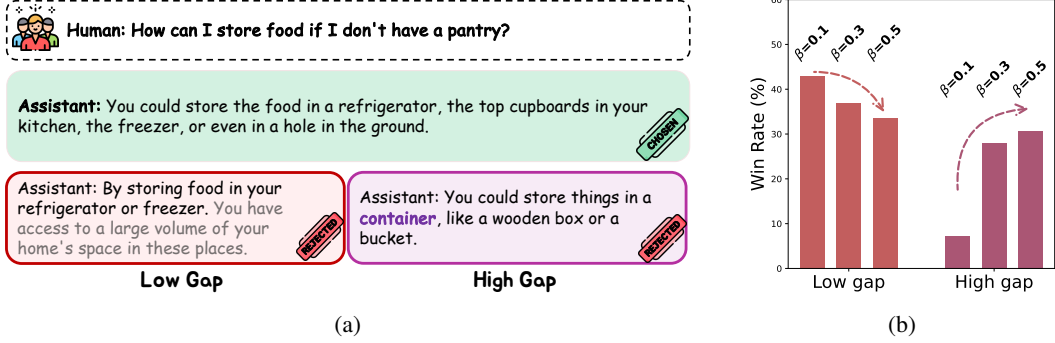 Human: How can I store food if I don't have a pantry?
Assistant: You could store the food in a refrigerator, the top cupboards in your
kitchen, the freezer, or even in a hole in the ground.
CHOSEN
Assistant: By storing food in your
refrigerator or freezer. You have
access to a large volume of your
home's space in these places.
REJECTED
Assistant: You could store things in a
container, like a wooden box or a
bucket.
REJECTED
Low Gap
High Gap
(a)
Win Rate (%)
60
50
40
30
20
10
0
β=0.1
β=0.3
β=0.5
β=0.1
β=0.3
β=0.5
Low gap
High gap
(b)